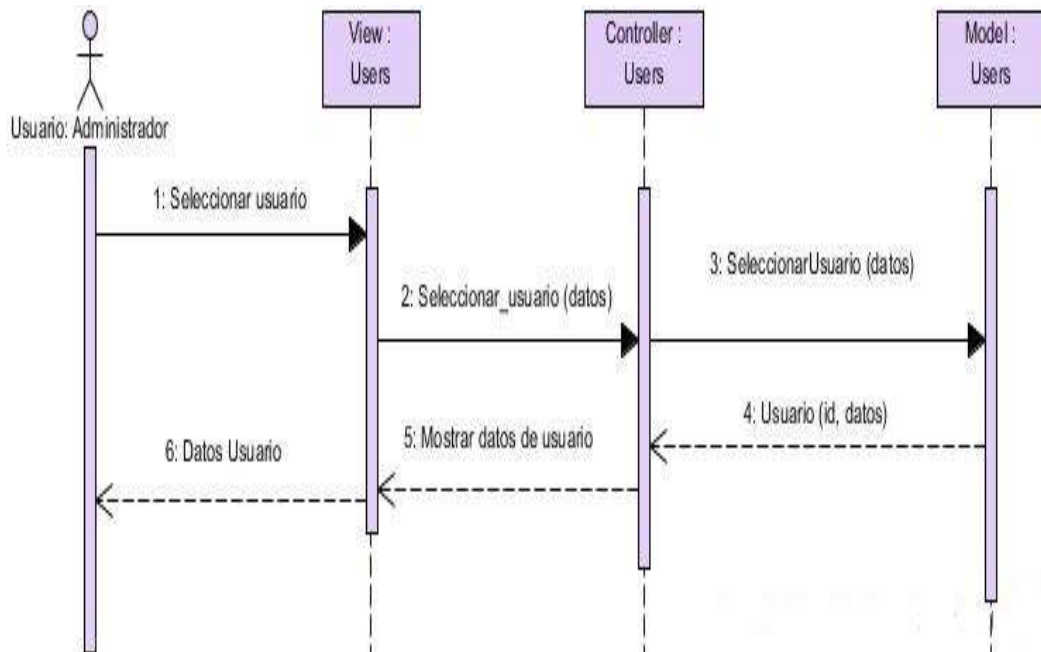 View :
Users
Controller :
Users
Model :
Users
Usuario: Administrador
1: Seleccionar usuario
2: Seleccionar_usuario (datos)
3: SeleccionarUsuario (datos)
4: Usuario (id, datos)
5: Mostrar datos de usuario
6: Datos Usuario